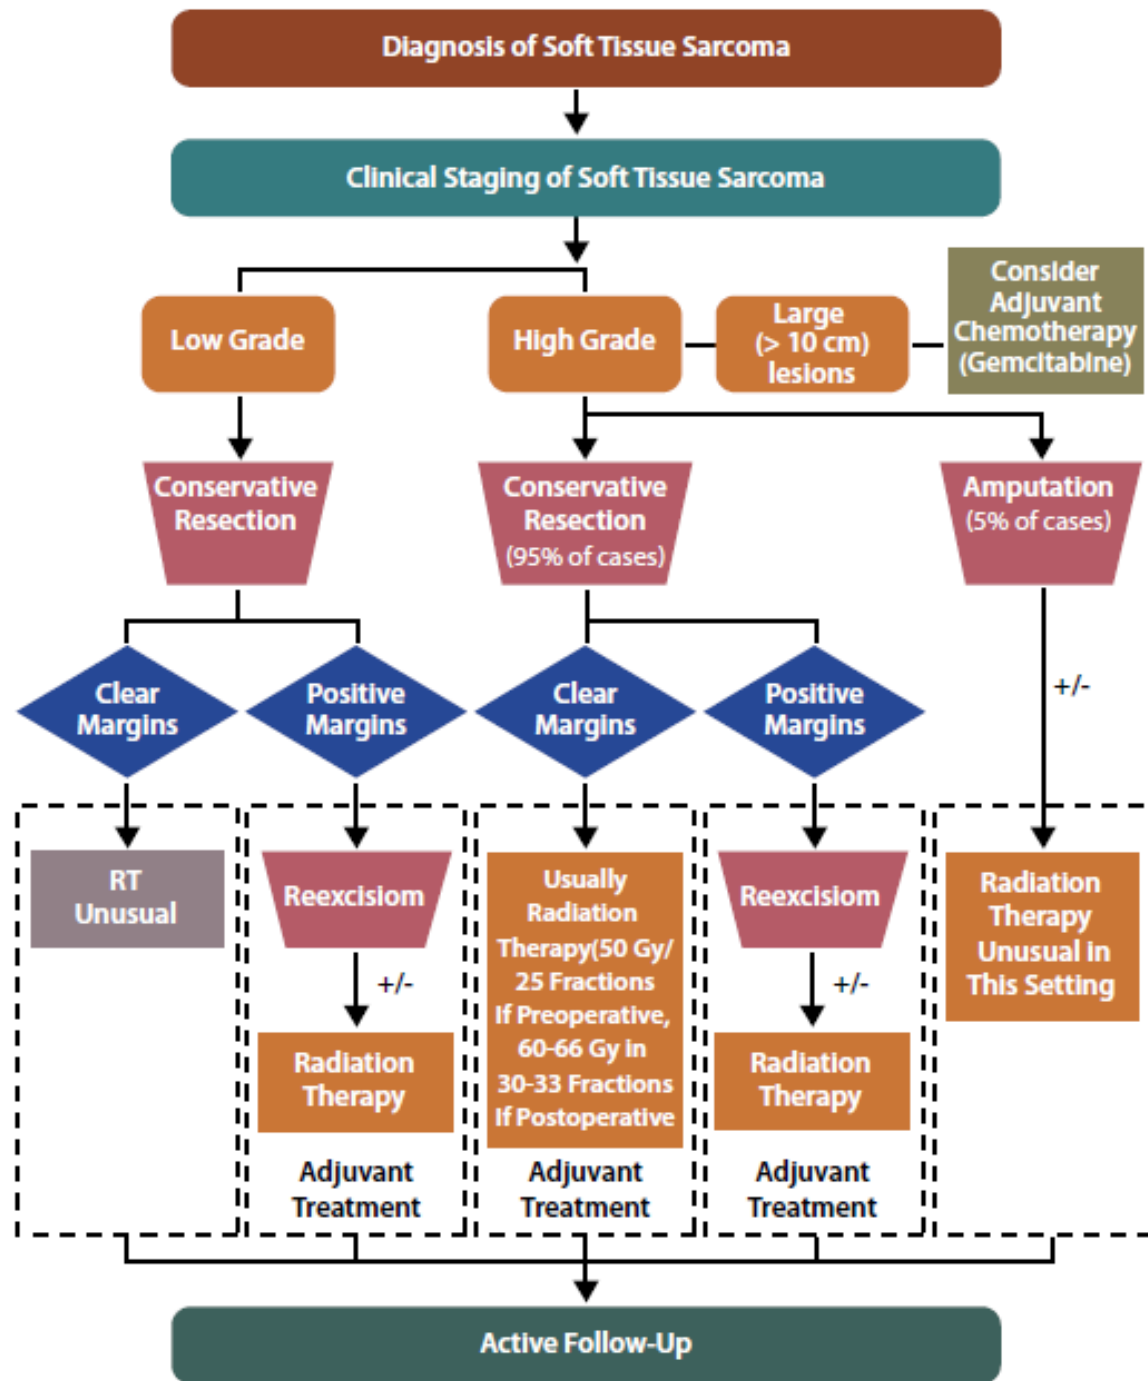 Diagnosis of Soft Tissue Sarcoma
Clinical Staging of Soft Tissue Sarcoma
Low Grade
High Grade
Large
(> 10 cm)
lesions
Consider
Adjuvant
Chemotherapy
(Gemcitabine)
Conservative
Resection
Conservative
Resection
(95% of cases)
Amputation
(5% of cases)
Clear
Margins
Positive
Margins
Clear
Margins
Positive
Margins
+/-
RT
Unusual
Reexcisiom
+/-
Radiation
Therapy
Adjuvant
Treatment
Usually
Radiation
Therapy(50 Gy/
25 Fractions
If Preoperative,
60-66 Gy in
30-33 Fractions
If Postoperative
Adjuvant
Treatment
Reexcisiom
+/-
Radiation
Therapy
Adjuvant
Treatment
Radiation
Therapy
Unusual in
This Setting
Active Follow-Up